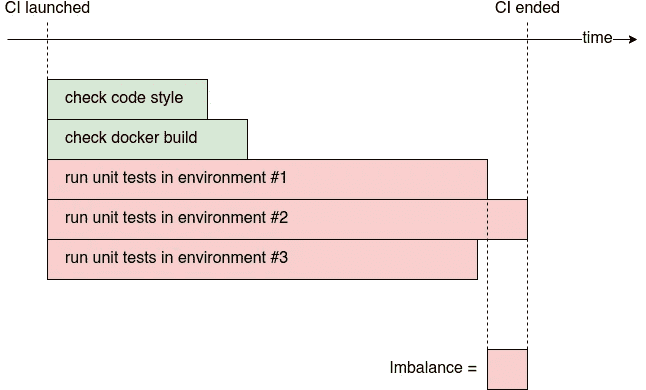 CI launched
CI ended
time
check code style
check docker build
run unit tests in environment #1
run unit tests in environment #2
run unit tests in environment #3
Imbalance =